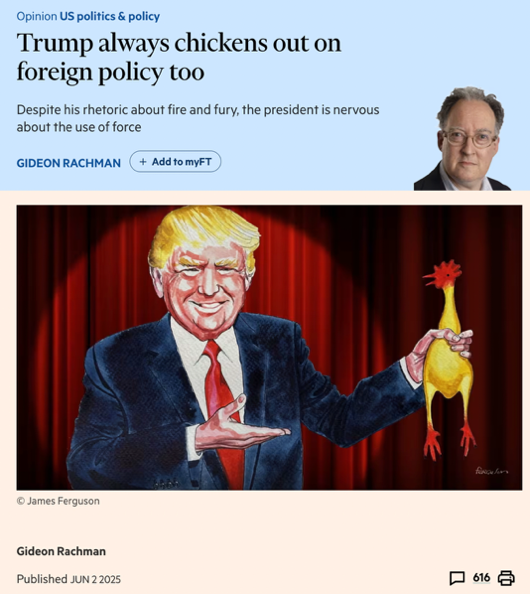 Opinion US politics & policy
Trump always chickens out on
foreign policy too
Despite his rhetoric about fire and fury, the president is nervous
about the use of force
GIDEON RACHMAN
+ Add to myFT
© James Ferguson
Gideon Rachman
Published JUN 2 2025
616